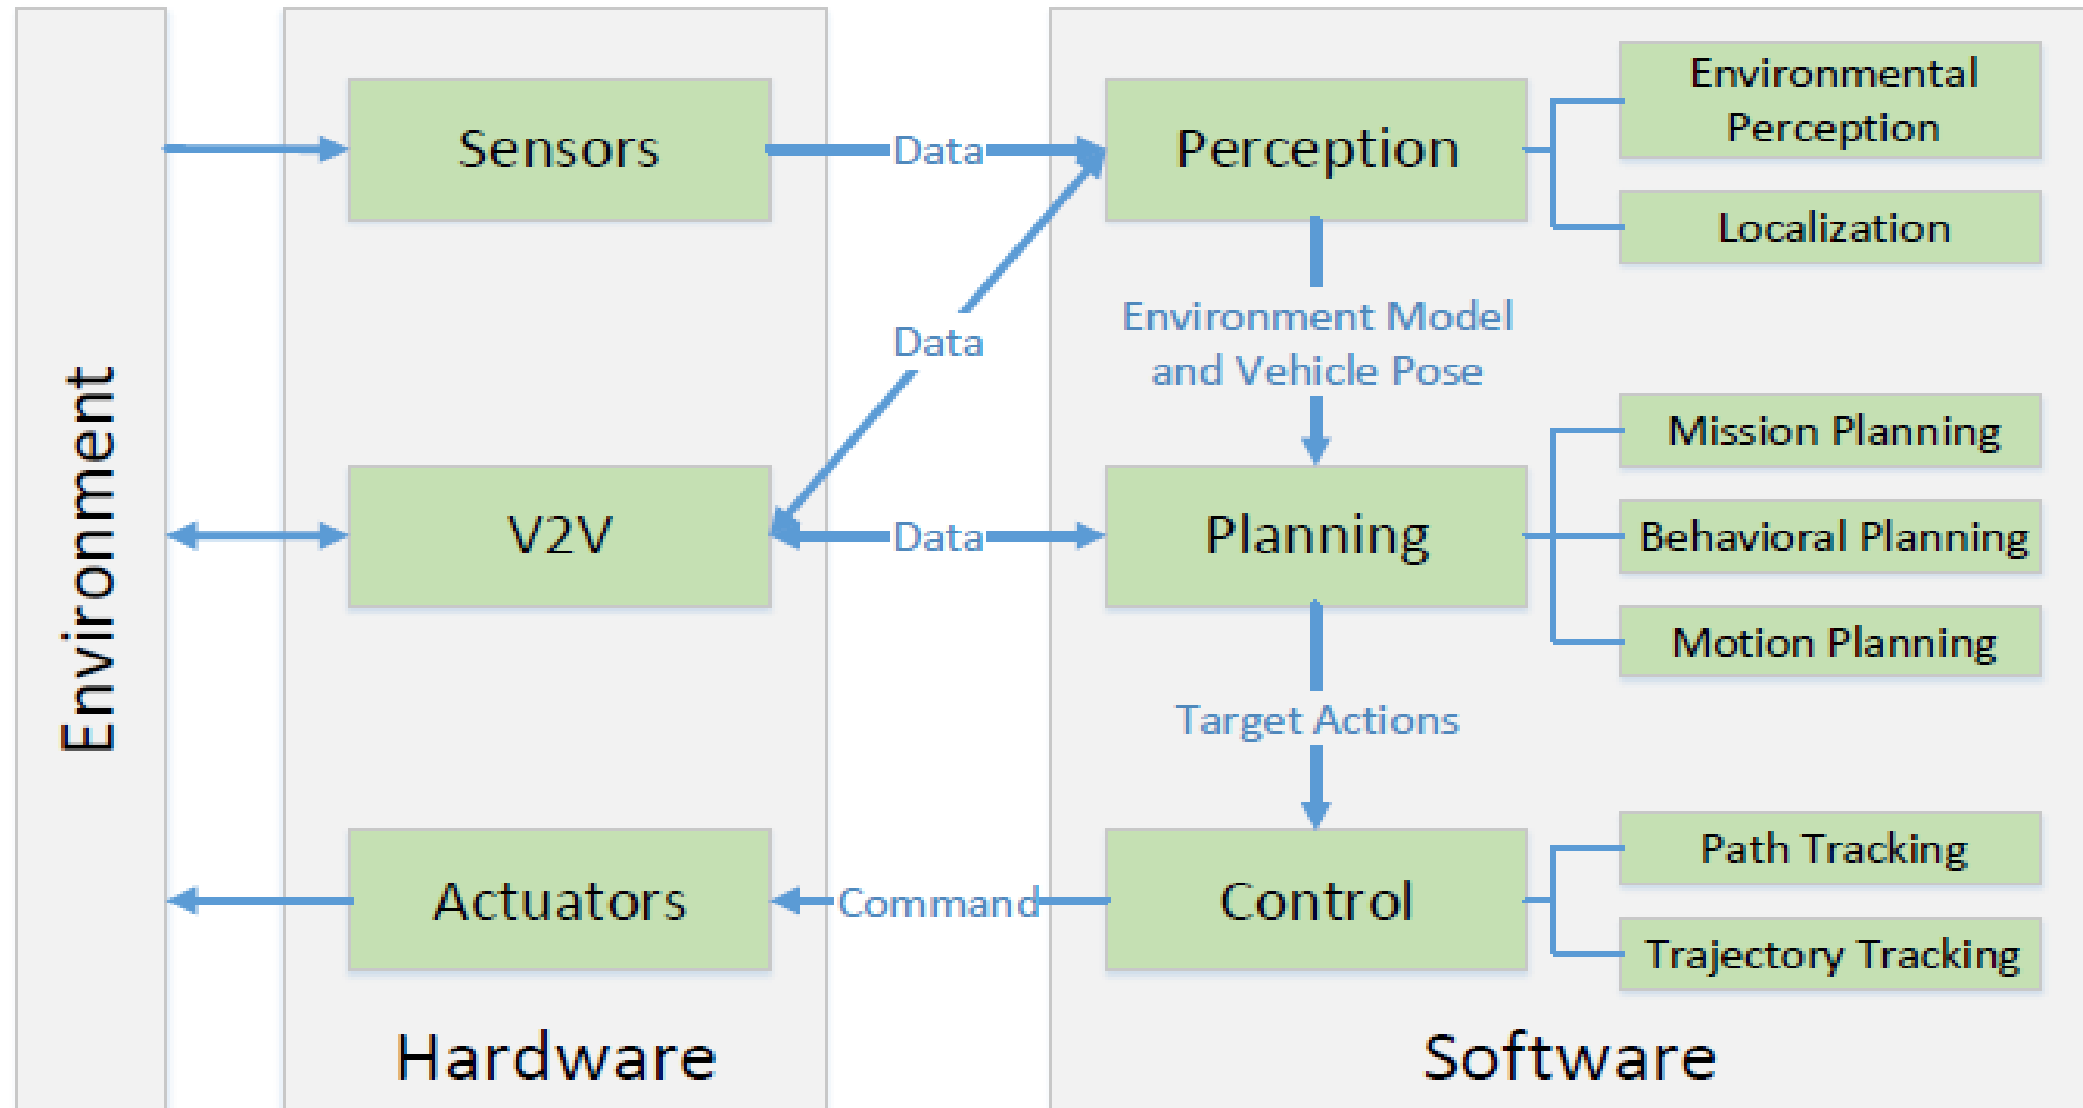 Environment
Sensors
Data
Perception
Environmental
Perception
Localization
Data
Environment Model
and Vehicle Pose
V2V
Data
Planning
Mission Planning
Behavioral Planning
Motion Planning
Target Actions
Actuators
Command
Control
Path Tracking
Trajectory Tracking
Hardware
Software